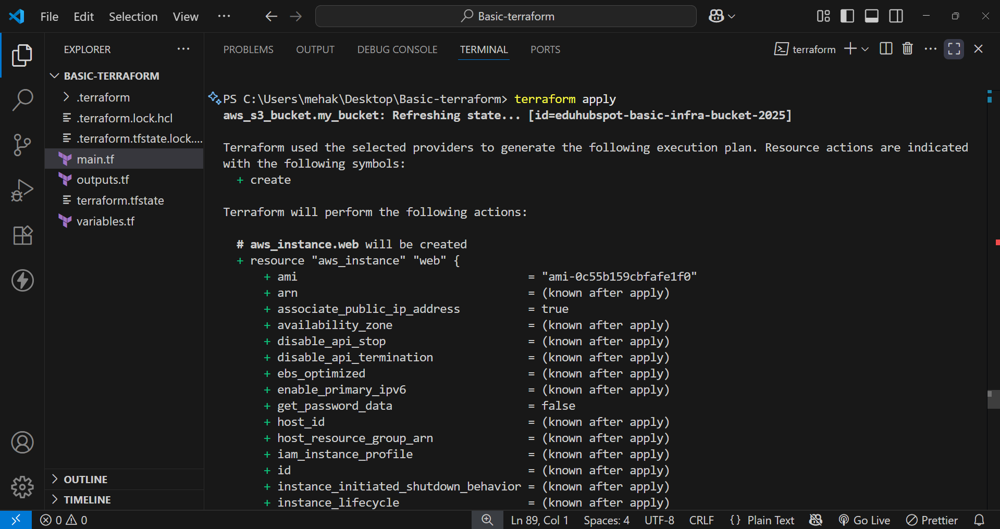 File Edit Selection View ··· Basic-terraform
EXPLORER ···
BASIC-TERRAFORM
.terraform
.terraform.lock.hcl
.terraform.tfstate.lock....
main.tf
outputs.tf
terraform.tfstate
variables.tf
OUTLINE
TIMELINE
PROBLEMS OUTPUT DEBUG CONSOLE TERMINAL PORTS terraform ···
PS C:\Users\mehak\Desktop\Basic-terraform> terraform apply
aws_s3_bucket.my_bucket: Refreshing state... [id=eduhubspot-basic-infra-bucket-2025]
Terraform used the selected providers to generate the following execution plan. Resource actions are indicated
with the following symbols:
+ create
Terraform will perform the following actions:
# aws_instance.web will be created
+ resource "aws_instance" "web" {
+ ami = "ami-0c55b159cbfafe1f0"
+ arn = (known after apply)
+ associate_public_ip_address = true
+ availability_zone = (known after apply)
+ disable_api_stop = (known after apply)
+ disable_api_termination = (known after apply)
+ ebs_optimized = (known after apply)
+ enable_primary_ipv6 = (known after apply)
+ get_password_data = false
+ host_id = (known after apply)
+ host_resource_group_arn = (known after apply)
+ iam_instance_profile = (known after apply)
+ id = (known after apply)
+ instance_initiated_shutdown_behavior = (known after apply)
+ instance_lifecycle = (known after apply)
0 0 Ln 89, Col 1 Spaces: 4 UTF-8 CRLF {} Plain Text Go Live Prettier